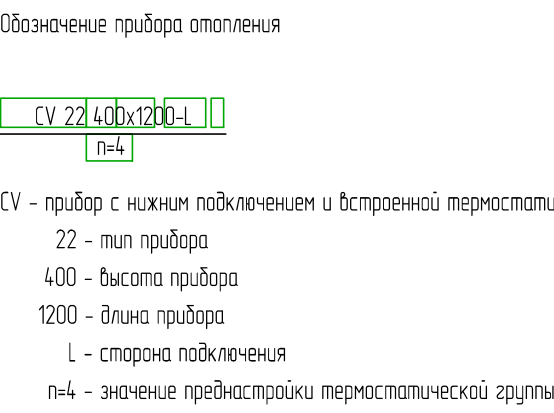 Обозначение прибора отопления
CV 22 400x1200-L
n=4
CV - прибор с нижним подключением и встроенной
22 - тип прибора
400 - высота прибора
1200 - длина прибора
L - сторона подключения
n=4 - значение преднастройки термостатической группы